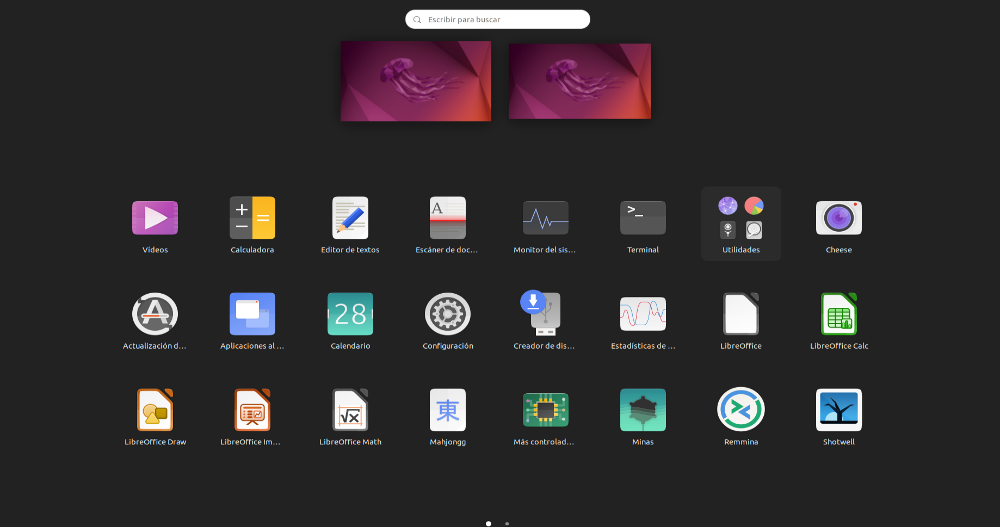 Escribir para buscar
Vídeos
Calculadora
Editor de textos
Escáner de doc...
Monitor del sis...
>_
Terminal
Utilidades
Cheese
A
Actualización d...
Aplicaciones al ...
28
Calendario
Configuración
Creador de dis...
Estadísticas de ...
LibreOffice
LibreOffice Calc
LibreOffice Draw
LibreOffice Im...
√x
LibreOffice Math
東
Mahjongg
Más controlad...
Minas
Remmina
Shotwell